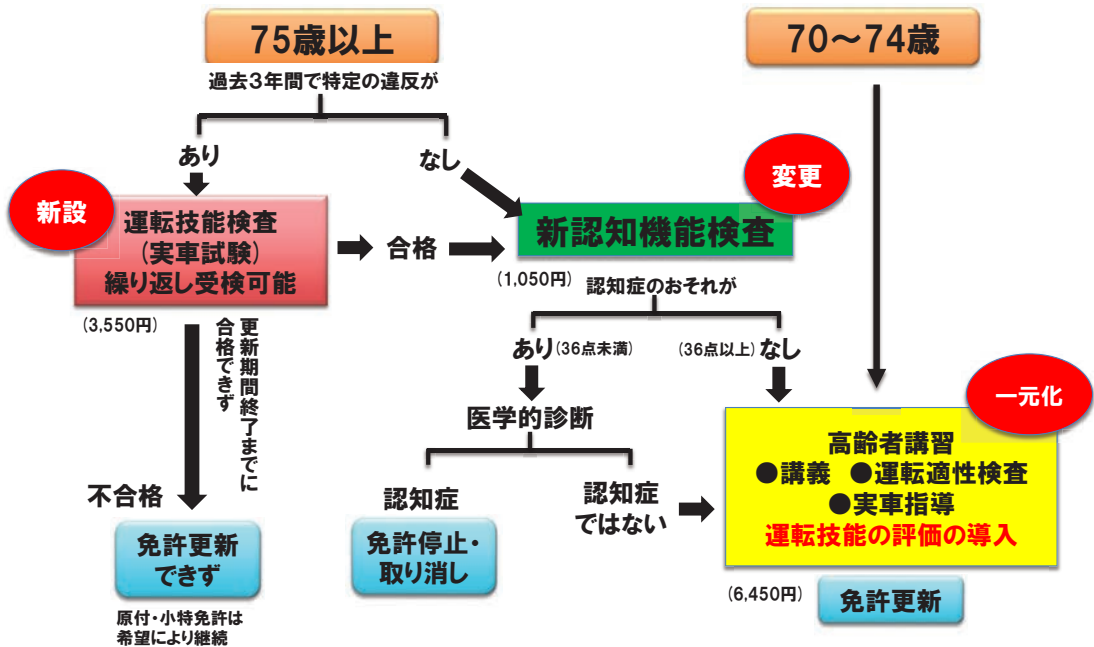 75歳以上
70～74歳
過去３年間で特定の違反が
あり
なし
新設
変更
運転技能検査
(実車試験)
繰り返し受検可能
合格
新認知機能検査
(3,550円)
(1,050円)
認知症のおそれが
あり(36点未満)
(36点以上)なし
更新期間終了までに
合格できず
医学的診断
一元化
高齢者講習
●講義 ●運転適性検査
●実車指導
運転技能の評価の導入
不合格
認知症
認知症
ではない
免許更新
できず
免許停止・
取り消し
(6,450円)
免許更新
原付・小特免許は
希望により継続